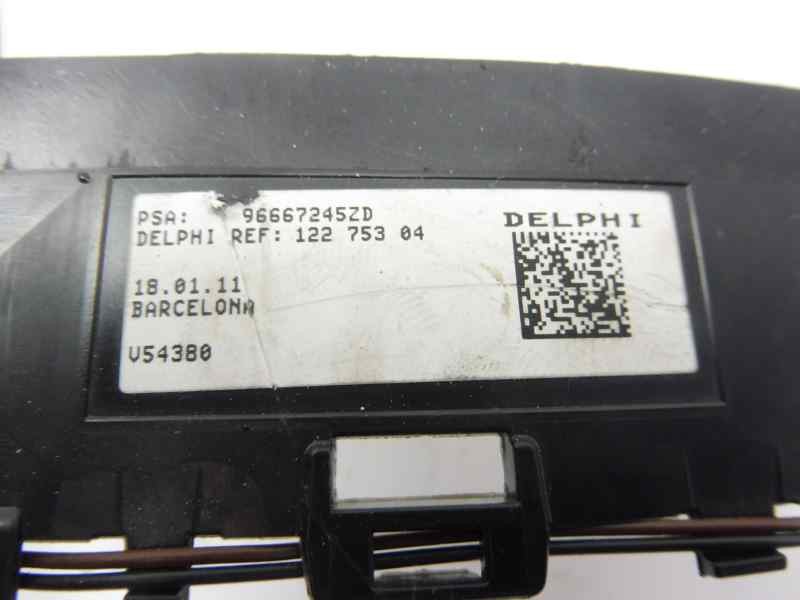 PSA: 96667245ZD
DELPHI REF: 122 753 04
DELPHI
18.01.11
BARCELONA
V54380